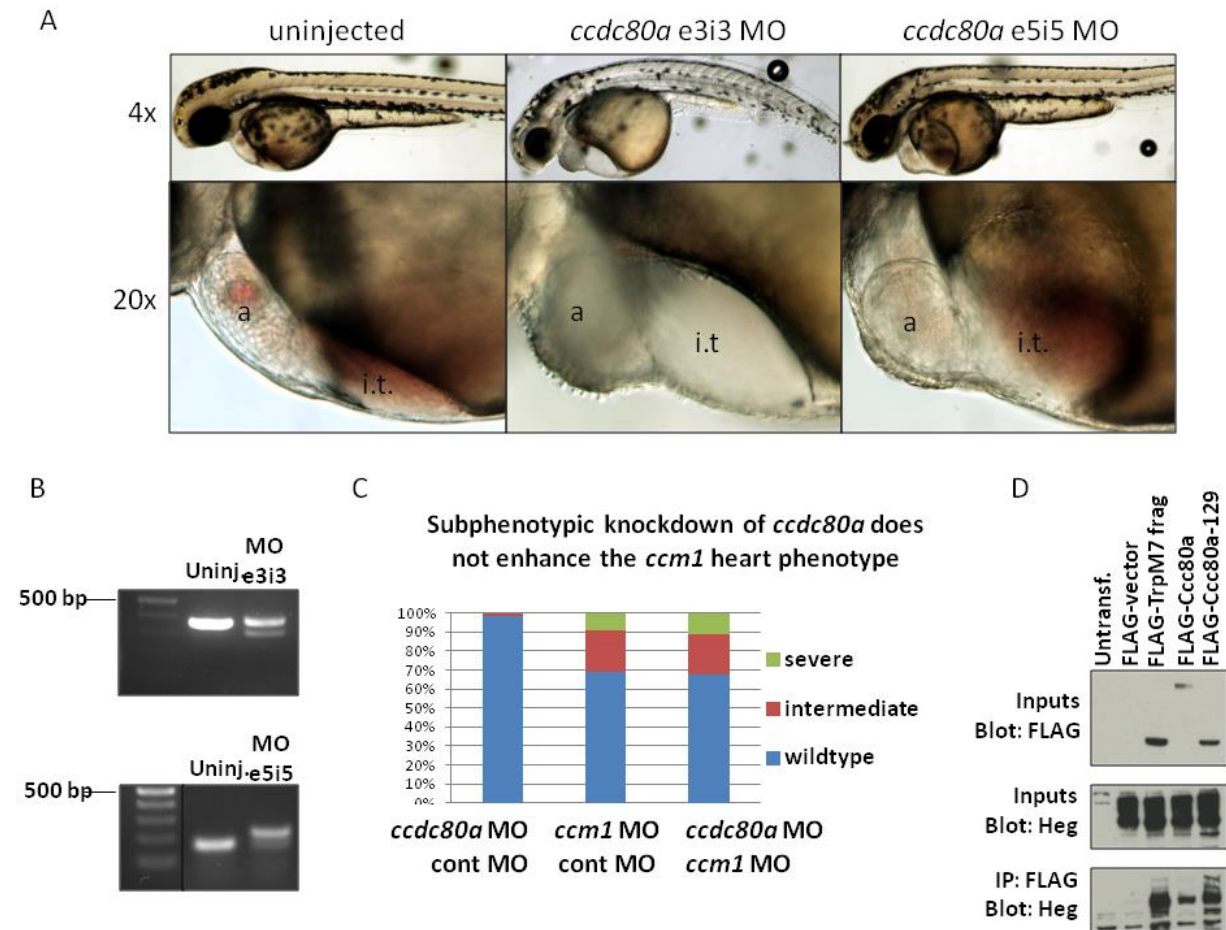 A
uninjected
ccdc80a e3i3 MO
ccdc80a e5i5 MO
4x
20x
a
i.t.
a
i.t
a
i.t.
B
MO
Uninj. e3i3
500 bp
MO
Uninj. e5i5
500 bp
C
Subphenotypic knockdown of ccdc80a does
not enhance the ccm1 heart phenotype
100%
90%
80%
70%
60%
50%
40%
30%
20%
10%
0%
severe
intermediate
wildtype
ccdc80a MO
cont MO
ccm1 MO
cont MO
ccdc80a MO
ccm1 MO
D
Untransf.
FLAG-vector
FLAG-TrpM7 frag
FLAG-Ccc80a
FLAG-Ccc80a-129
Inputs
Blot: FLAG
Inputs
Blot: Heg
IP: FLAG
Blot: Heg